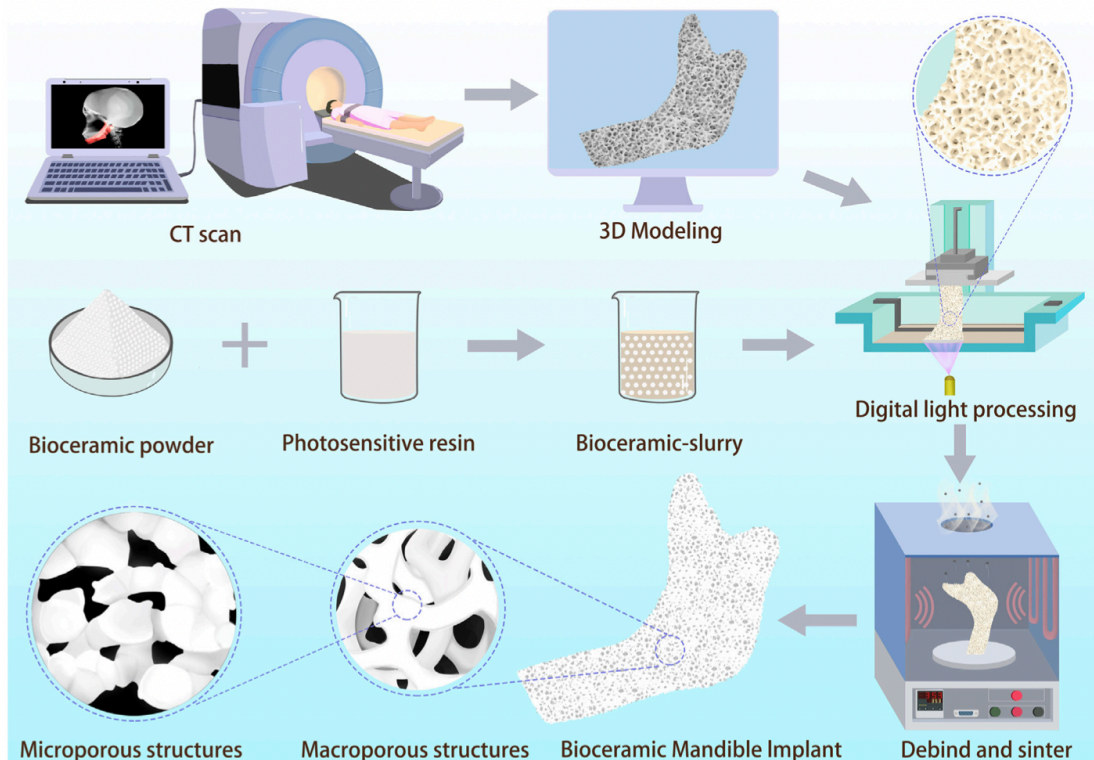 CT scan
3D Modeling
Bioceramic powder
Photosensitive resin
Bioceramic-slurry
Digital light processing
Microporous structures
Macroporous structures
Bioceramic Mandible Implant
Debind and sinter